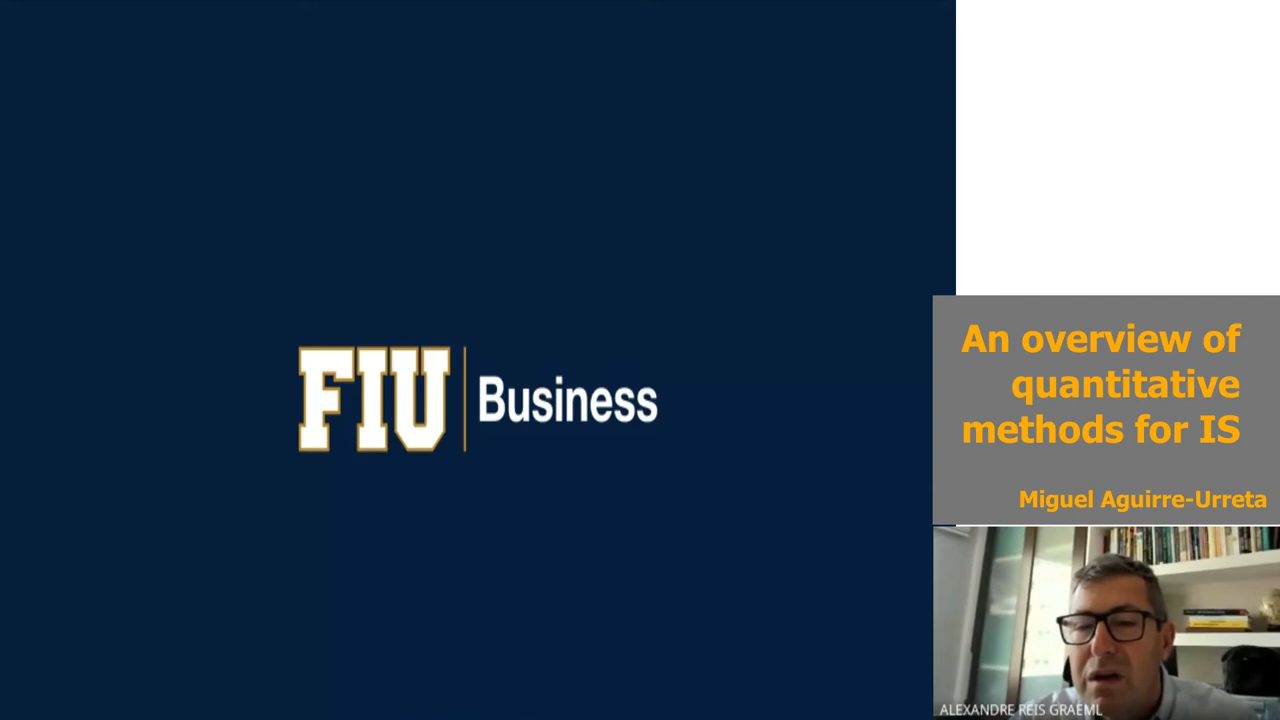 FIU Business
An overview of
quantitative
methods for IS
Miguel Aguirre-Urreta
ALEXANDRE REIS GRAEML